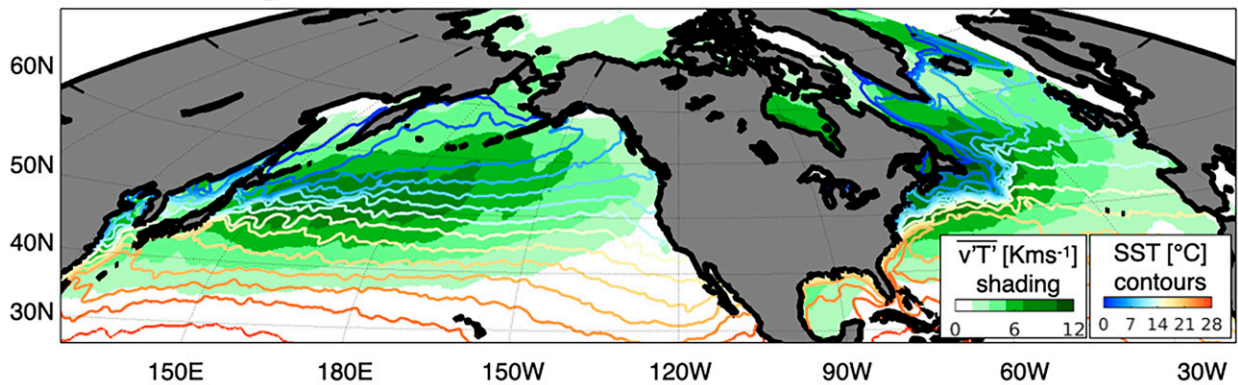 60N
50N
40N
30N
v'T' [Kms-1]
shading
0 6 12
SST [°C]
contours
0 7 14 21 28
150E 180E 150W 120W 90W 60W 30W